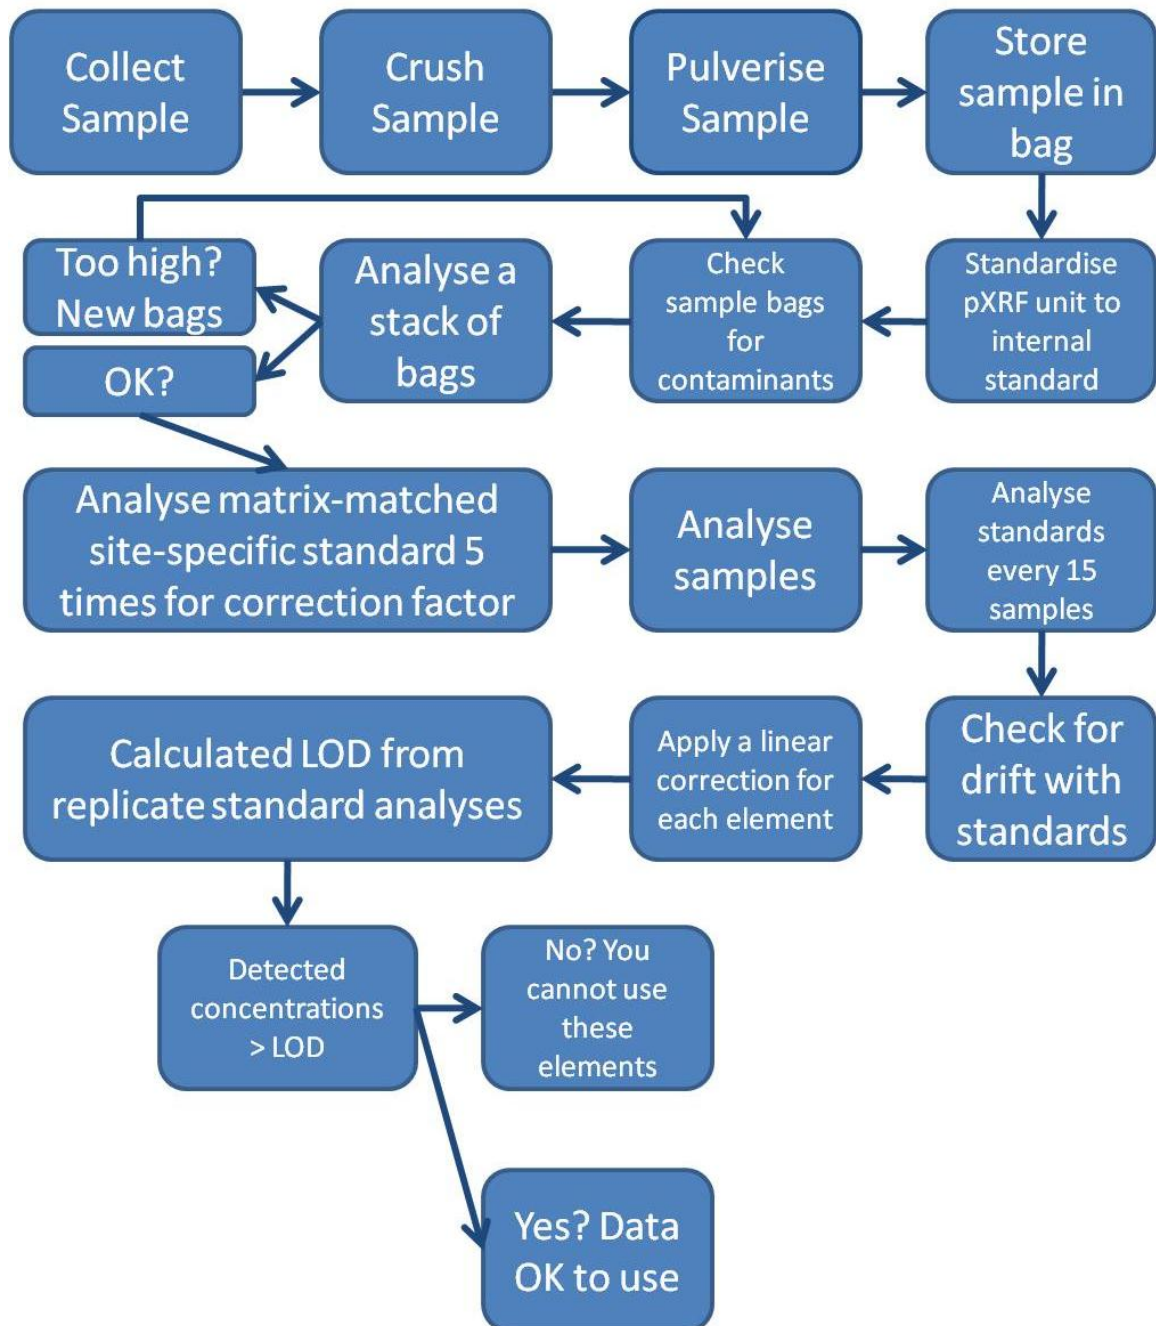 Collect
Sample
Crush
Sample
Pulverise
Sample
Store
sample in
bag
Too high?
New bags
OK?
Analyse a
stack of
bags
Check
sample bags
for
contaminants
Standardise
pXRF unit to
internal
standard
Analyse matrix-matched
site-specific standard 5
times for correction factor
Analyse
samples
Analyse
standards
every 15
samples
Calculated LOD from
replicate standard analyses
Apply a linear
correction for
each element
Check for
drift with
standards
Detected
concentrations
> LOD
No? You
cannot use
these
elements
Yes? Data
OK to use